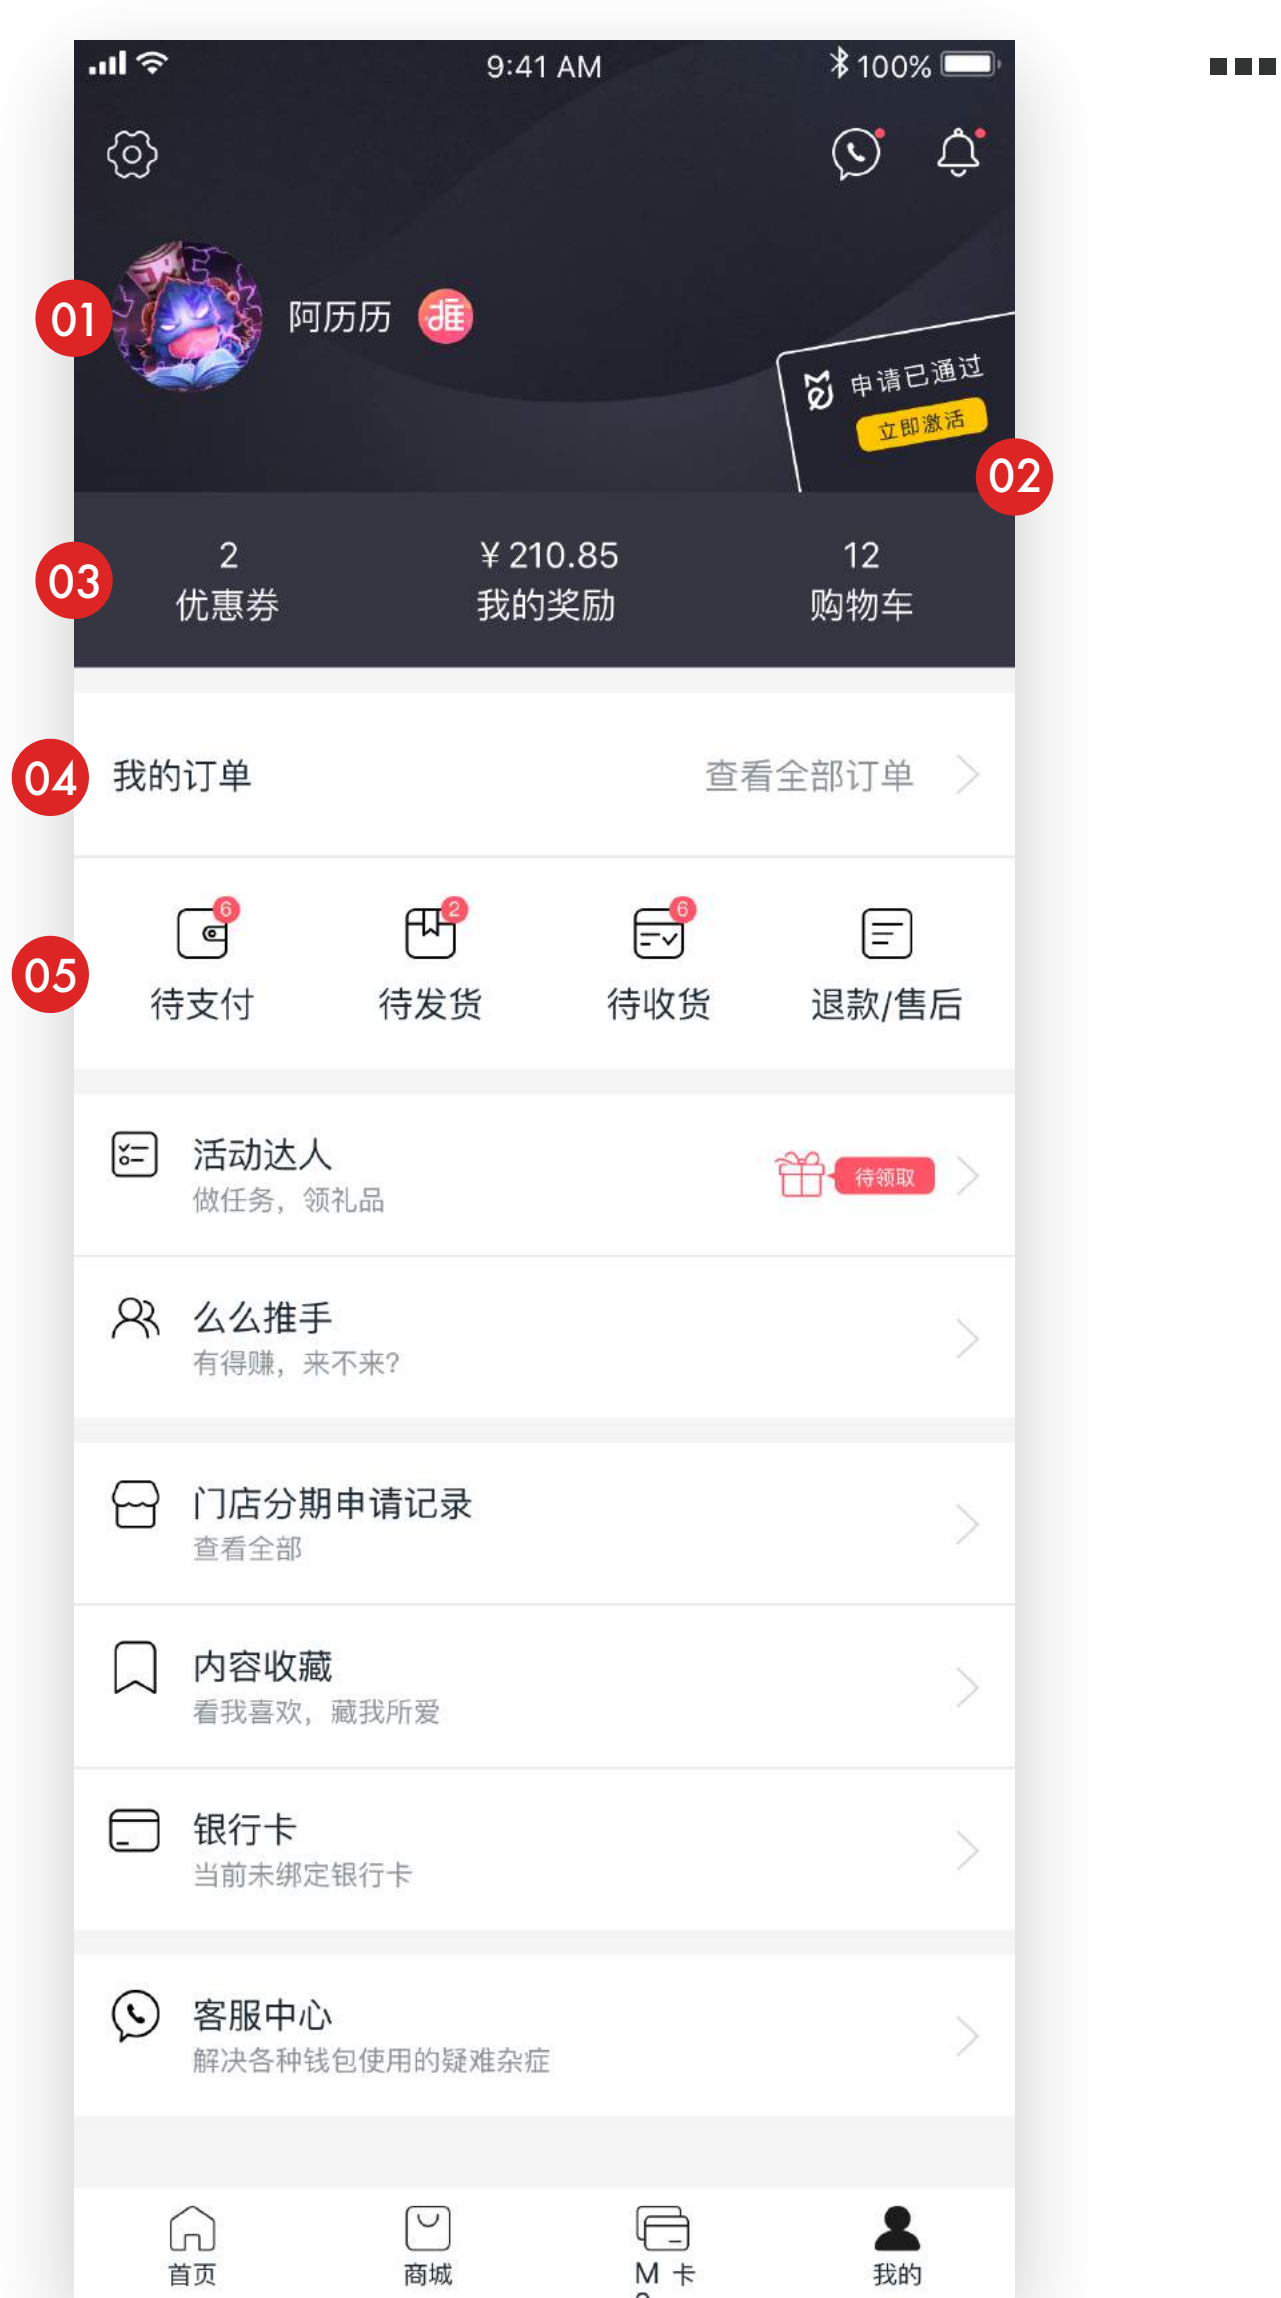 9:41 AM
100%
01
阿历历
推
申请已通过
立即激活
02
03
2
¥ 210.85
12
优惠券
我的奖励
购物车
04
我的订单
查看全部订单
6
2
6
05
待支付
待发货
待收货
退款/售后
活动达人
做任务，领礼品
待领取
么么推手
有得赚，来不来?
门店分期申请记录
查看全部
内容收藏
看我喜欢，藏我所爱
银行卡
当前未绑定银行卡
客服中心
解决各种钱包使用的疑难杂症
首页
商城
M 卡
我的